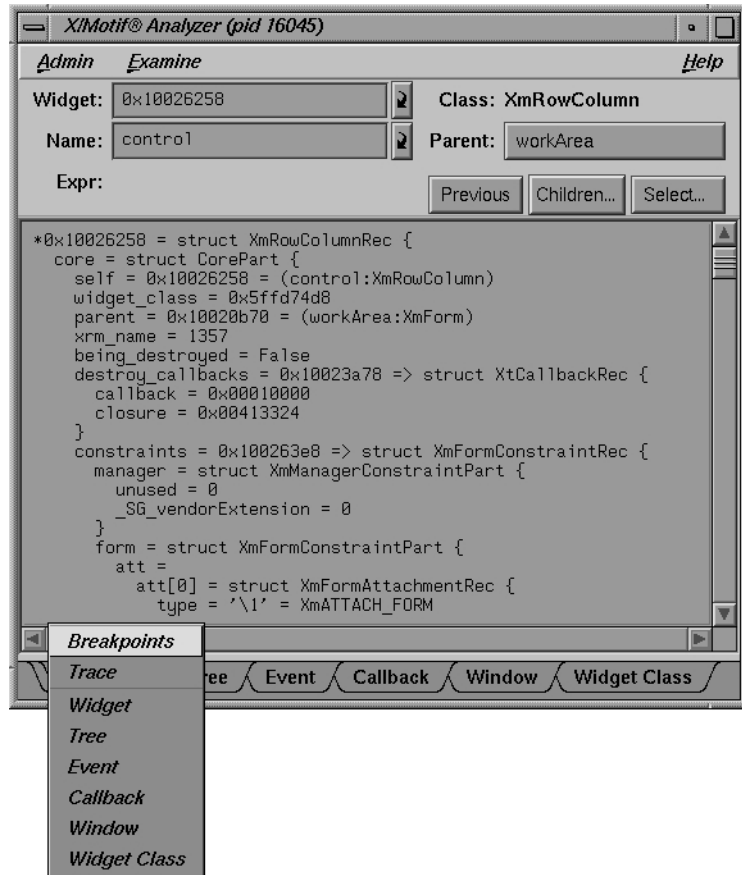 X/Motif® Analyzer (pid 16045)
Admin Examine Help
Widget: 0x10026258 Class: XmRowColumn
Name: control Parent: workArea
Expr: Previous Children... Select...
*0x10026258 = struct XmRowColumnRec {
core = struct CorePart {
self = 0x10026258 = (control:XmRowColumn)
widget_class = 0x5ffd74d8
parent = 0x10020b70 = (workArea:XmForm)
xrm_name = 1357
being_destroyed = False
destroy_callbacks = 0x10023a78 => struct XtCallbackRec {
callback = 0x00010000
closure = 0x00413324
}
constraints = 0x100263e8 => struct XmFormConstraintRec {
manager = struct XmManagerConstraintPart {
unused = 0
_SG_vendorExtension = 0
}
form = struct XmFormConstraintPart {
att =
att[0] = struct XmFormAttachmentRec {
type = '\1' = XmATTACH_FORM
Breakpoints
Trace
ree Event Callback Window Widget Class
Widget
Tree
Event
Callback
Window
Widget Class